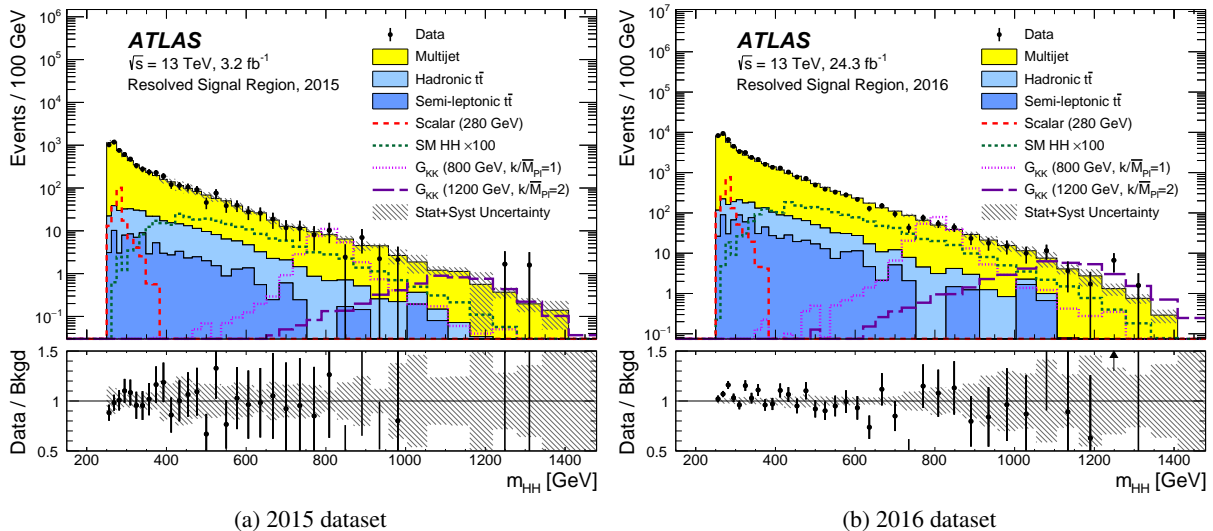 Events / 100 GeV
10⁶
10⁵
10⁴
10³
10²
10
1
10⁻¹
ATLAS
√s = 13 TeV, 3.2 fb⁻¹
Resolved Signal Region, 2015
Data
Multijet
Hadronic tt̅
Semi-leptonic tt̅
Scalar (280 GeV)
SM HH ×100
G_KK (800 GeV, k/M̅_Pl=1)
G_KK (1200 GeV, k/M̅_Pl=2)
Stat+Syst Uncertainty
Data / Bkgd
1.5
1
0.5
200 400 600 800 1000 1200 1400
m_HH [GeV]
(a) 2015 dataset
Events / 100 GeV
10⁷
10⁶
10⁵
10⁴
10³
10²
10
1
10⁻¹
ATLAS
√s = 13 TeV, 24.3 fb⁻¹
Resolved Signal Region, 2016
Data
Multijet
Hadronic tt̅
Semi-leptonic tt̅
Scalar (280 GeV)
SM HH ×100
G_KK (800 GeV, k/M̅_Pl=1)
G_KK (1200 GeV, k/M̅_Pl=2)
Stat+Syst Uncertainty
Data / Bkgd
1.5
1
0.5
200 400 600 800 1000 1200 1400
m_HH [GeV]
(b) 2016 dataset